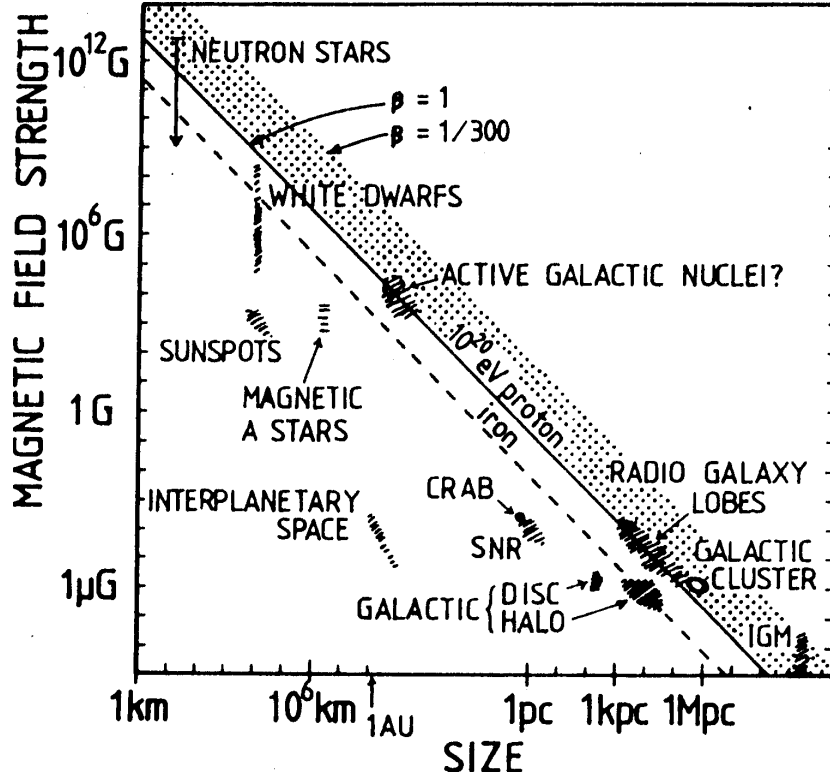 MAGNETIC FIELD STRENGTH
10¹²G
10⁶G
1G
1μG
NEUTRON STARS
β = 1
β = 1/300
WHITE DWARFS
ACTIVE GALACTIC NUCLEI?
SUNSPOTS
MAGNETIC
A STARS
10²⁰ eV proton
iron
INTERPLANETARY
SPACE
CRAB
SNR
RADIO GALAXY
LOBES
GALACTIC
CLUSTER
GALACTIC { DISC
HALO
IGM
1km
10⁶km
1AU
1pc
1kpc
1Mpc
SIZE